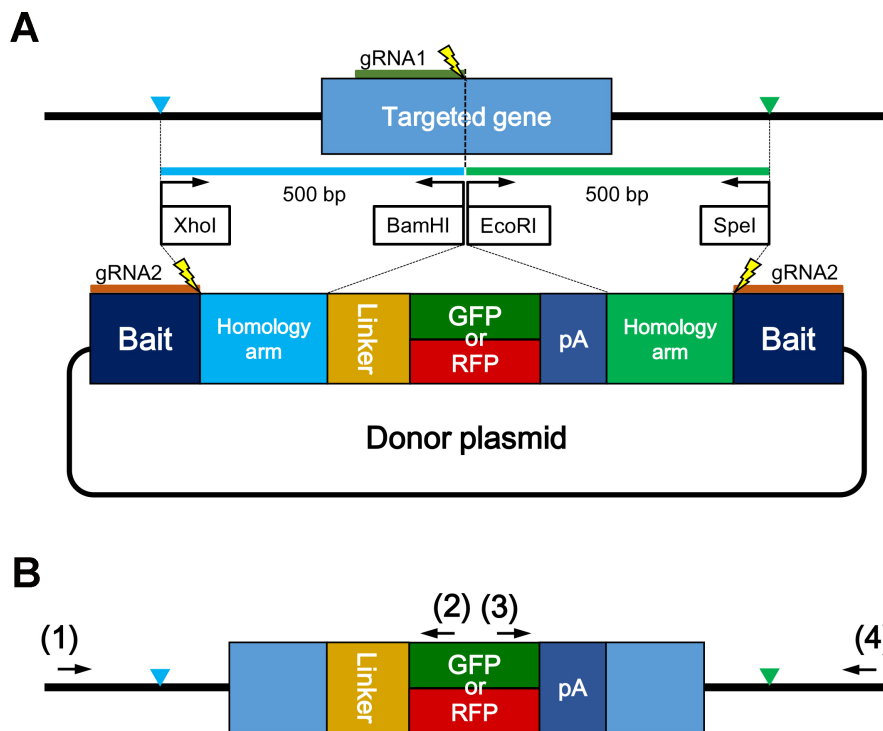 A
gRNA1
Targeted gene
500 bp
500 bp
XhoI
BamHI
EcoRI
SpeI
gRNA2
gRNA2
Bait
Homology
arm
Linker
GFP
or
RFP
pA
Homology
arm
Bait
Donor plasmid
B
(1)
(2)
(3)
(4)
Linker
GFP
or
RFP
pA